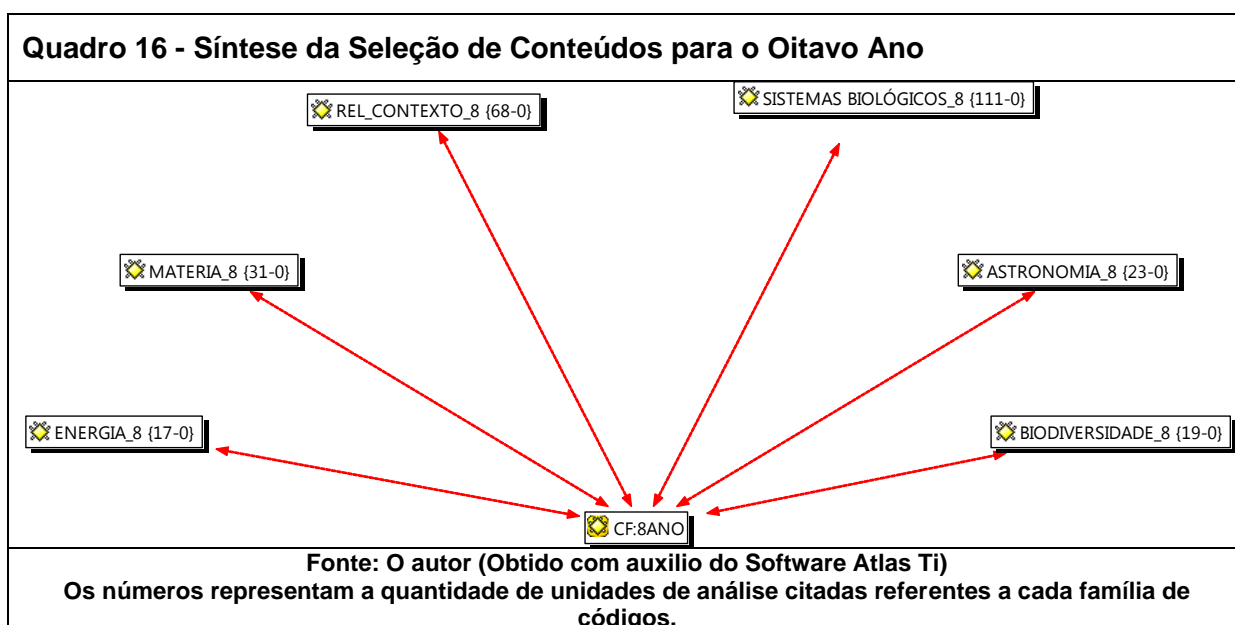 Quadro 16 - Síntese da Seleção de Conteúdos para o Oitavo Ano
REL_CONTEXTO_8 {68-0}
SISTEMAS BIOLÓGICOS_8 {111-0}
MATERIA_8 {31-0}
ASTRONOMIA_8 {23-0}
ENERGIA_8 {17-0}
BIODIVERSIDADE_8 {19-0}
CF:8ANO
Fonte: O autor (Obtido com auxilio do Software Atlas Ti)
Os números representam a quantidade de unidades de análise citadas referentes a cada família de
códigos.